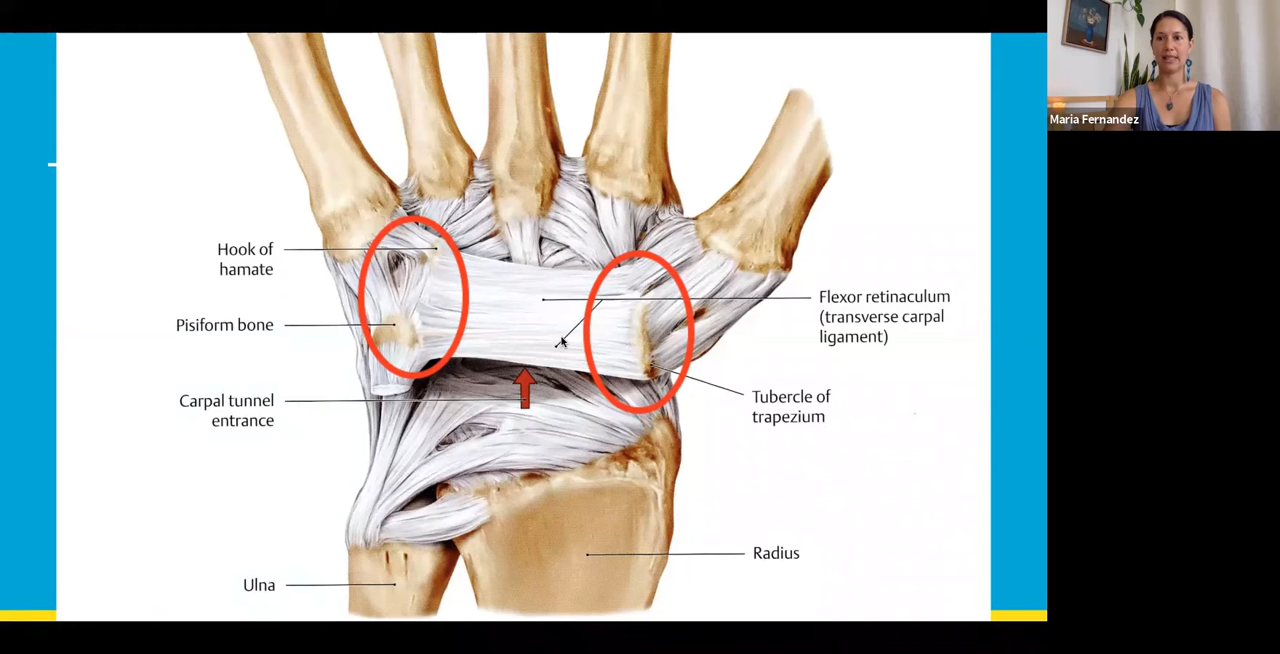 Maria Fernandez
Hook of
hamate
Pisiform bone
Carpal tunnel
entrance
Ulna
Flexor retinaculum
(transverse carpal
ligament)
Tubercle of
trapezium
Radius